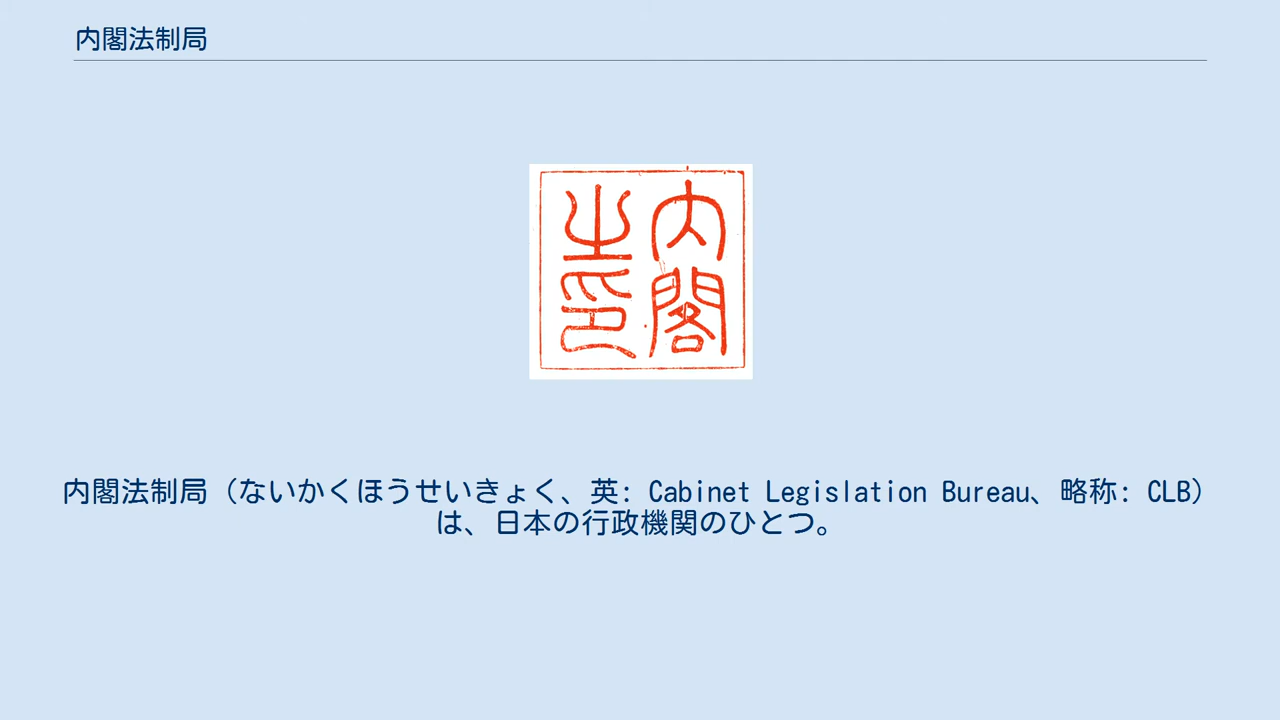 内閣法制局
内閣
之印
内閣法制局（ないかくほうせいきょく、英: Cabinet Legislation Bureau、略称: CLB）
は、日本の行政機関のひとつ。